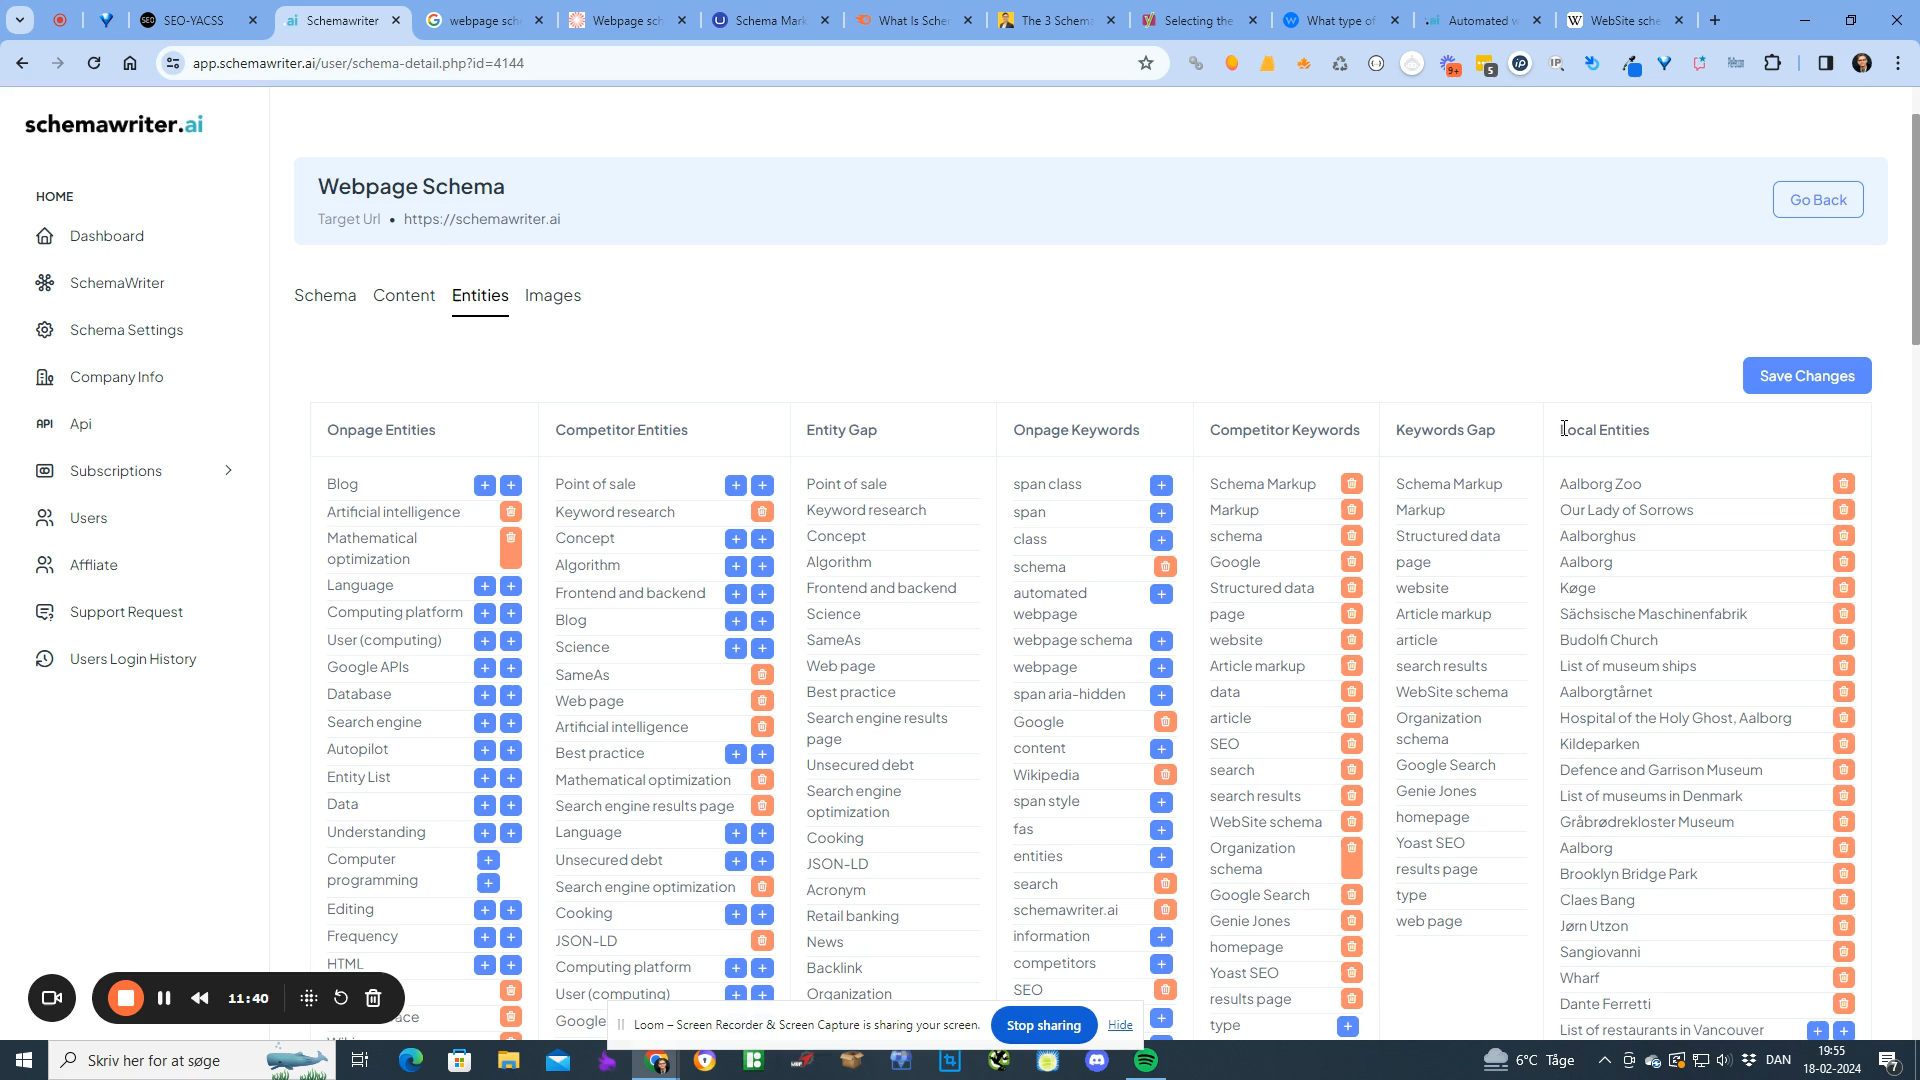 SEO-YACSS
Schemawriter
webpage sch
Webpage sch
Schema Mark
What Is Sche
The 3 Schema
Selecting the
What type of
Automated w
WebSite sche
app.schemawriter.ai/user/schema-detail.php?id=4144
schemawriter.ai
HOME
Dashboard
SchemaWriter
Schema Settings
Company Info
API Api
Subscriptions
Users
Affliate
Support Request
Users Login History
Webpage Schema
Target Url • https://schemawriter.ai
Go Back
Schema Content Entities Images
Save Changes
Onpage Entities
Blog
Artificial intelligence
Mathematical
optimization
Language
Computing platform
User (computing)
Google APIs
Database
Search engine
Autopilot
Entity List
Data
Understanding
Computer
programming
Editing
Frequency
HTML
ace
Competitor Entities
Point of sale
Keyword research
Concept
Algorithm
Frontend and backend
Blog
Science
SameAs
Web page
Artificial intelligence
Best practice
Mathematical optimization
Search engine results page
Language
Unsecured debt
Search engine optimization
Cooking
JSON-LD
Computing platform
User (computing)
Google
Entity Gap
Point of sale
Keyword research
Concept
Algorithm
Frontend and backend
Science
SameAs
Web page
Best practice
Search engine results
page
Unsecured debt
Search engine
optimization
Cooking
JSON-LD
Acronym
Retail banking
News
Backlink
Organization
Onpage Keywords
span class
span
class
schema
automated
webpage
webpage schema
webpage
span aria-hidden
Google
content
Wikipedia
span style
fas
entities
search
schemawriter.ai
information
competitors
SEO
Competitor Keywords
Schema Markup
Markup
schema
Google
Structured data
page
website
Article markup
data
article
SEO
search
search results
WebSite schema
Organization
schema
Google Search
Genie Jones
homepage
Yoast SEO
results page
type
Keywords Gap
Schema Markup
Markup
Structured data
page
website
Article markup
article
search results
WebSite schema
Organization
schema
Google Search
Genie Jones
homepage
Yoast SEO
results page
type
web page
Local Entities
Aalborg Zoo
Our Lady of Sorrows
Aalborghus
Aalborg
Køge
Sächsische Maschinenfabrik
Budolfi Church
List of museum ships
Aalborgtårnet
Hospital of the Holy Ghost, Aalborg
Kildeparken
Defence and Garrison Museum
List of museums in Denmark
Gråbrødrekloster Museum
Aalborg
Brooklyn Bridge Park
Claes Bang
Jørn Utzon
Sangiovanni
Wharf
Dante Ferretti
List of restaurants in Vancouver
11:40
Loom – Screen Recorder & Screen Capture is sharing your screen.
Stop sharing
Hide
Skriv her for at søge
6°C Tåge
DAN
19:55
18-02-2024
7
9+
5